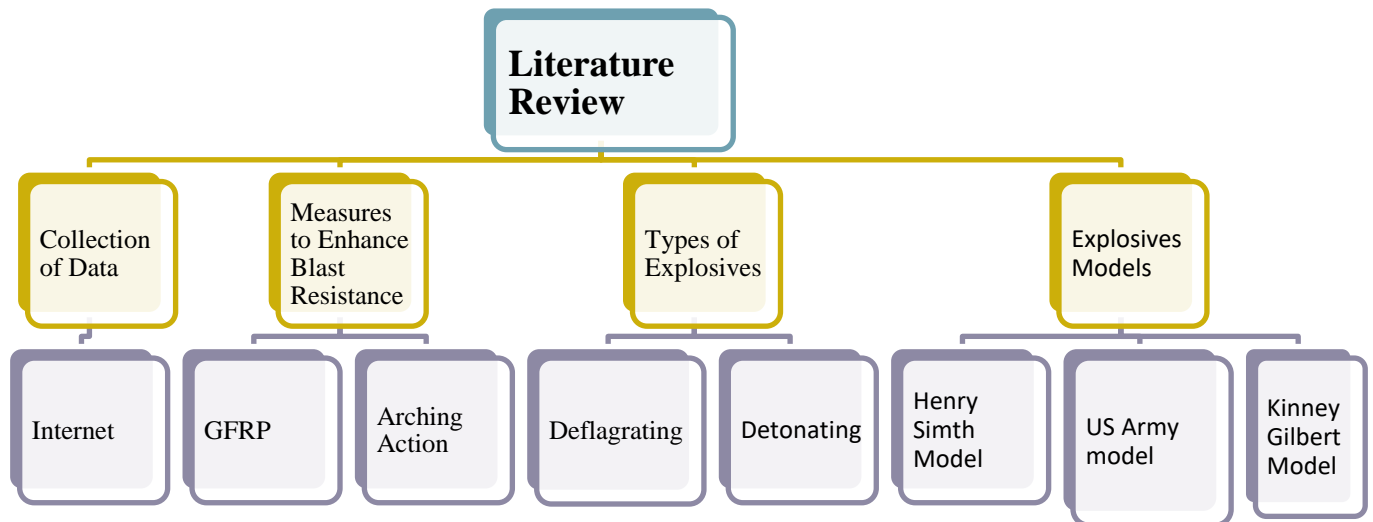 Literature
Review
Collection
of Data
Measures
to Enhance
Blast
Resistance
Types of
Explosives
Explosives
Models
Internet
GFRP
Arching
Action
Deflagrating
Detonating
Henry
Simth
Model
US Army
model
Kinney
Gilbert
Model